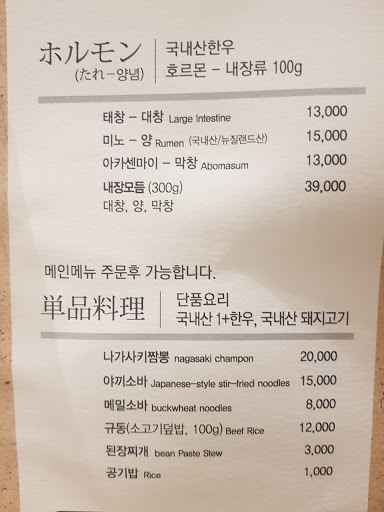 ホルモン 국내산한우
(たれ-양념) 호르몬 - 내장류 100g
태창 - 대창 Large Intestine 13,000
미노 - 양 Rumen (국내산/뉴질랜드산) 15,000
아카센마이 - 막창 Abomasum 13,000
내장모듬 (300g) 39,000
대창, 양, 막창
메인메뉴 주문후 가능합니다.
単品料理 단품요리
국내산 1+한우, 국내산 돼지고기
나가사키짬뽕 nagasaki champon 20,000
야끼소바 Japanese-style stir-fried noodles 15,000
메밀소바 buckwheat noodles 8,000
규동(소고기덮밥, 100g) Beef Rice 12,000
된장찌개 bean Paste Stew 3,000
공기밥 Rice 1,000